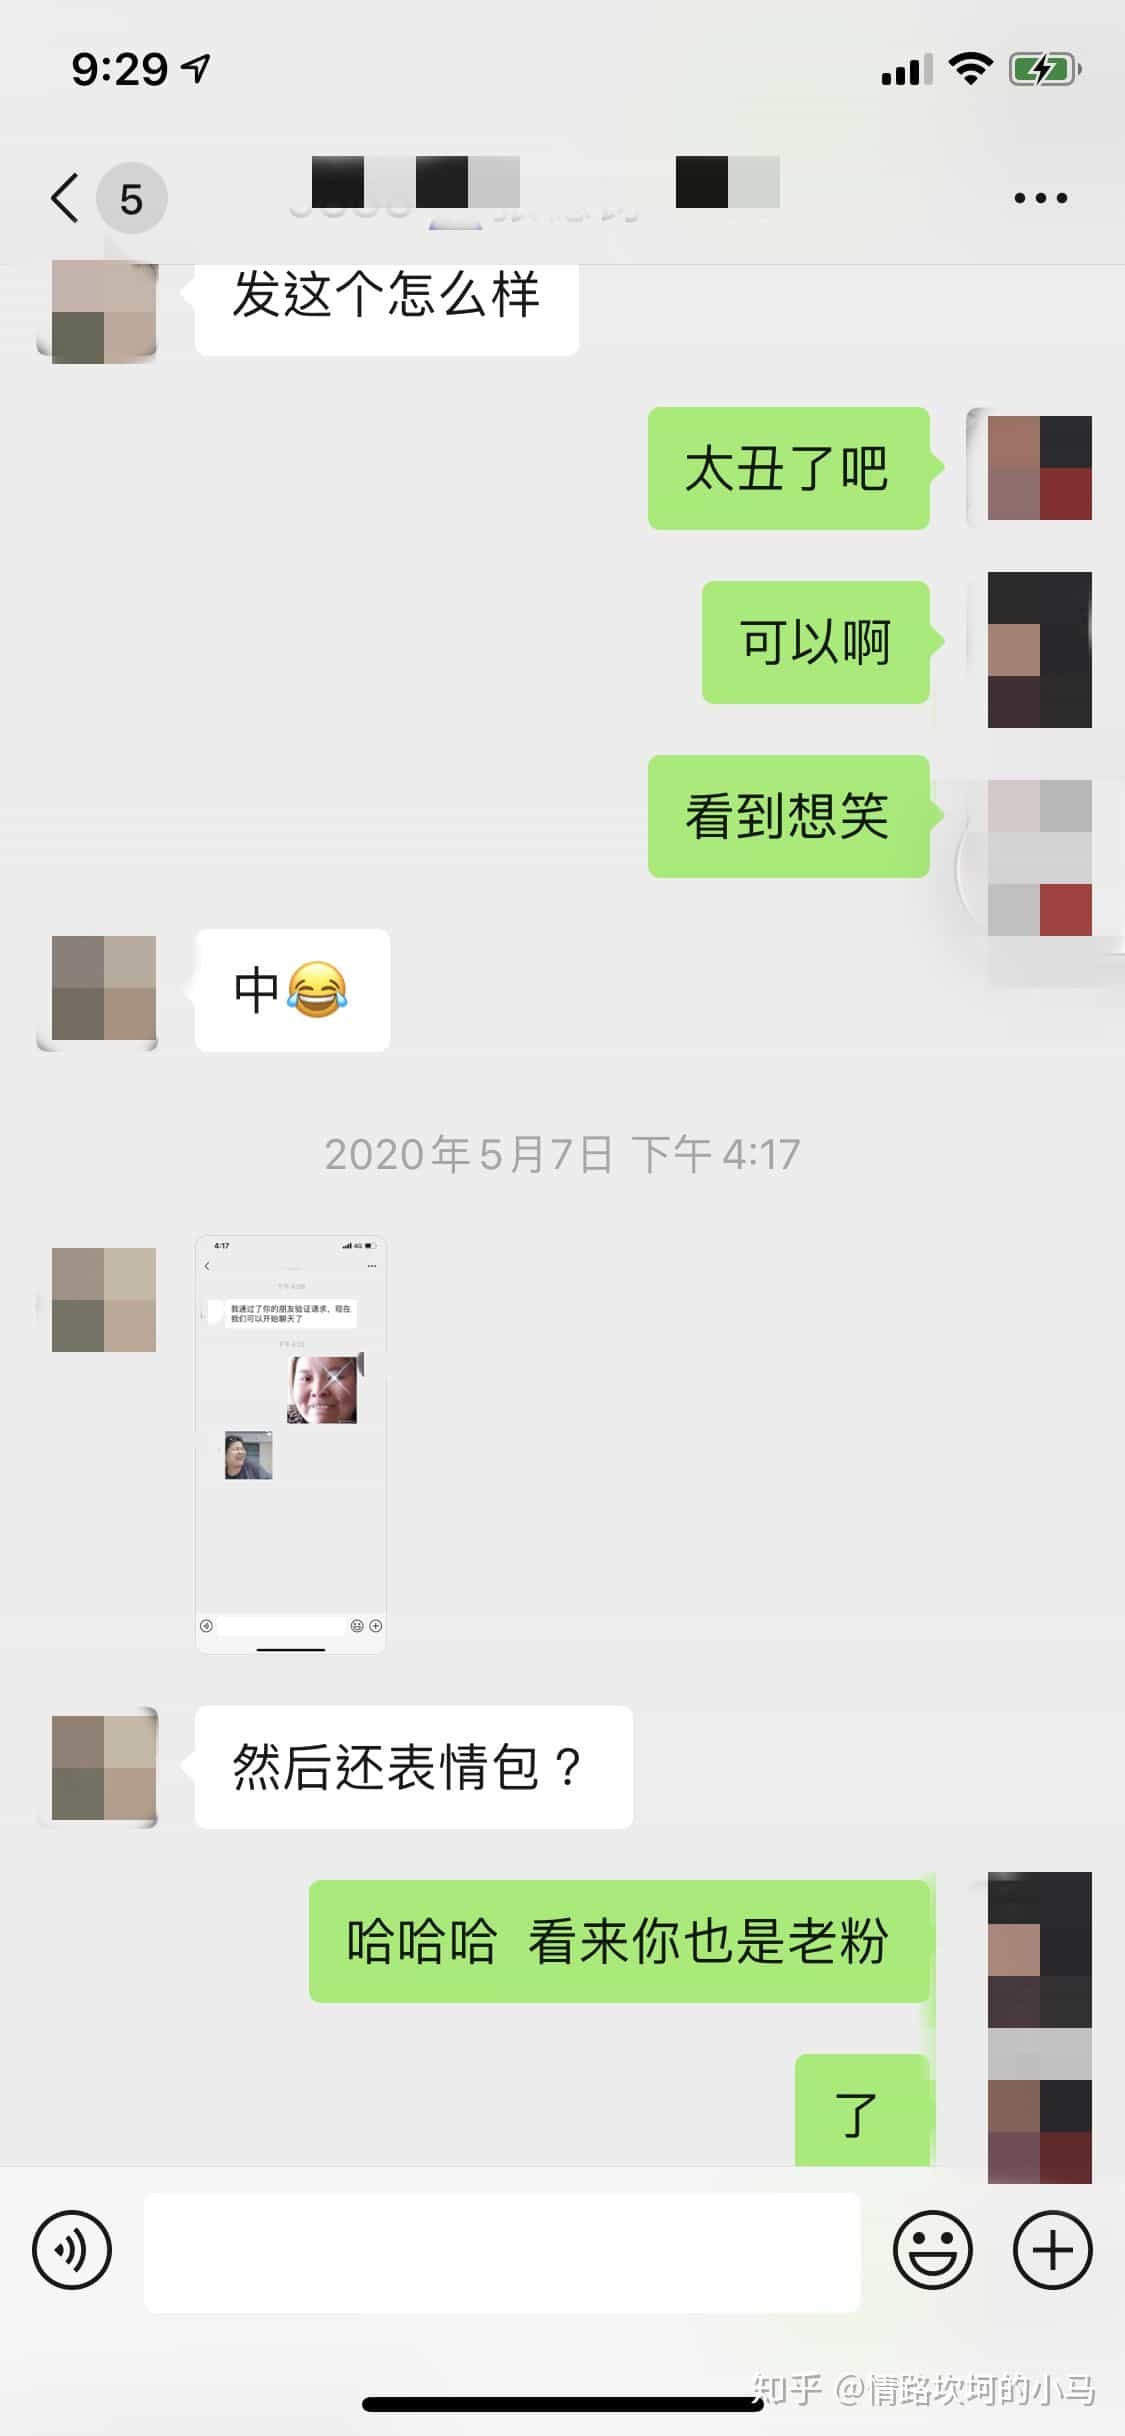 9:29
5
发这个怎么样
太丑了吧
可以啊
看到想笑
中😂
2020年5月7日 下午4:17
4:17
4G
我通过了你的朋友验证请求，现在
我们可以开始聊天了
然后还表情包？
哈哈哈 看来你也是老粉
了
知乎 @情路坎坷的小马